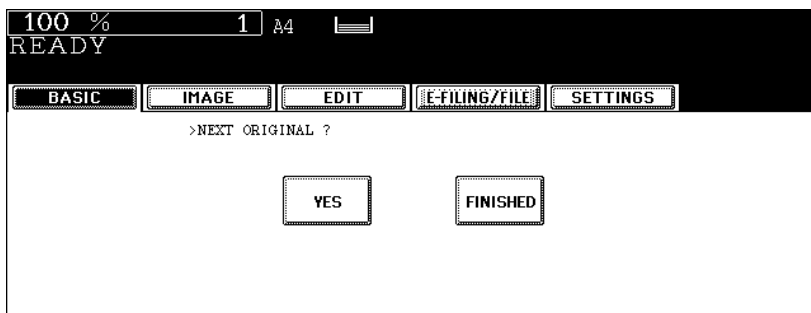 100 % 1 A4
READY
BASIC IMAGE EDIT E-FILING/FILE SETTINGS
>NEXT ORIGINAL ?
YES FINISHED